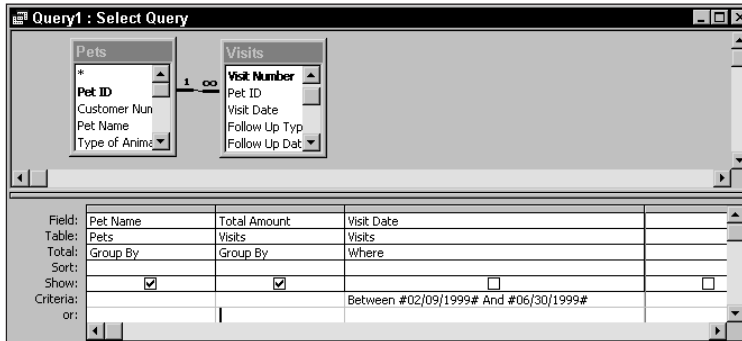 Query1 : Select Query
Pets
*
Pet ID
Customer Nun
Pet Name
Type of Anima
1 ∞
Visits
Visit Number
Pet ID
Visit Date
Follow Up Typ
Follow Up Dat
Field: Pet Name Total Amount Visit Date
Table: Pets Visits Visits
Total: Group By Group By Where
Sort:
Show:
Criteria: Between #02/09/1999# And #06/30/1999#
or: